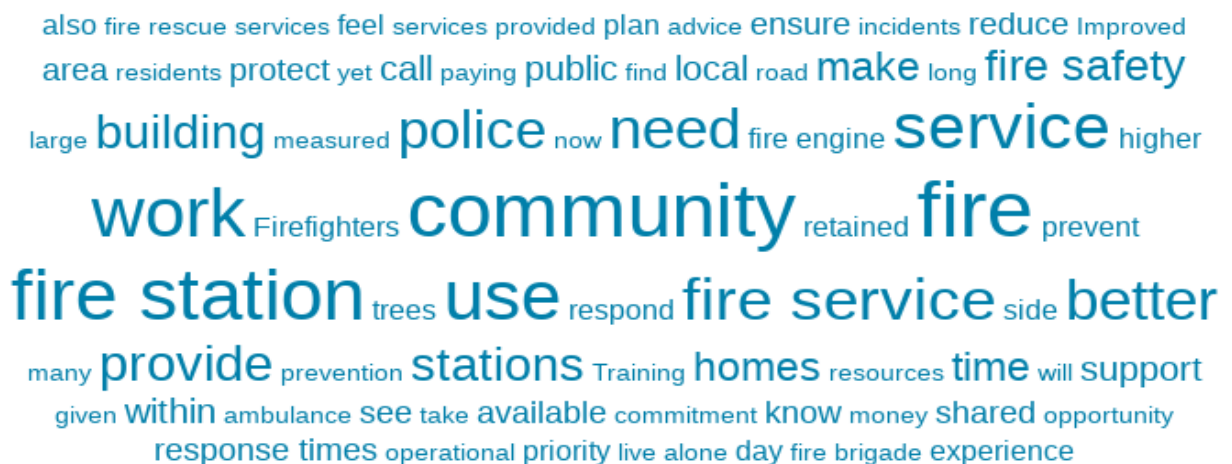 also fire rescue services feel services provided plan advice ensure incidents reduce Improved
area residents protect yet call paying public find local road make long fire safety
large building measured police now need fire engine service higher
work Firefighters community retained fire prevent
fire station trees use respond fire service side better
many provide prevention stations Training homes resources time will support
given within ambulance see take available commitment know money shared opportunity
response times operational priority live alone day fire brigade experience